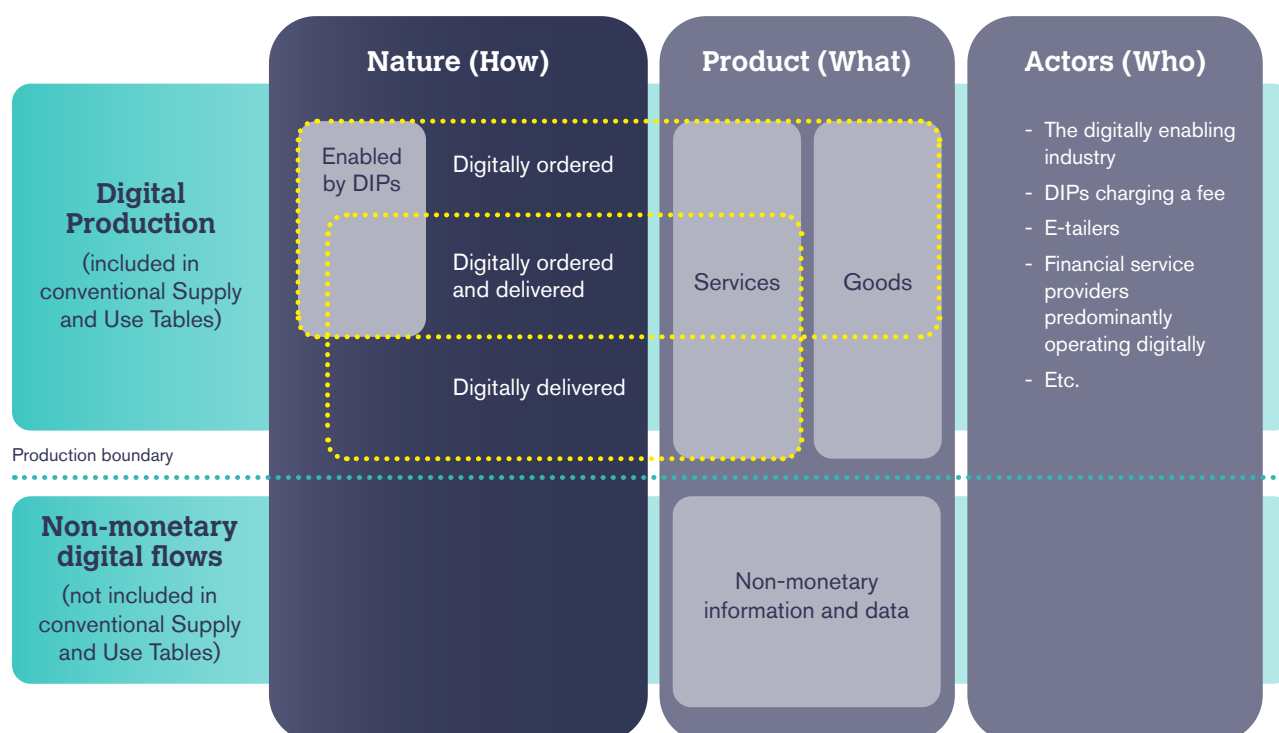 Nature (How)
Product (What)
Actors (Who)
Digital
Production
(included in
conventional Supply
and Use Tables)
Enabled
by DIPs
Digitally ordered
Digitally ordered
and delivered
Digitally delivered
Services
Goods
- The digitally enabling
industry
- DIPs charging a fee
- E-tailers
- Financial service
providers
predominantly
operating digitally
- Etc.
Production boundary
Non-monetary
digital flows
(not included in
conventional Supply
and Use Tables)
Non-monetary
information and data